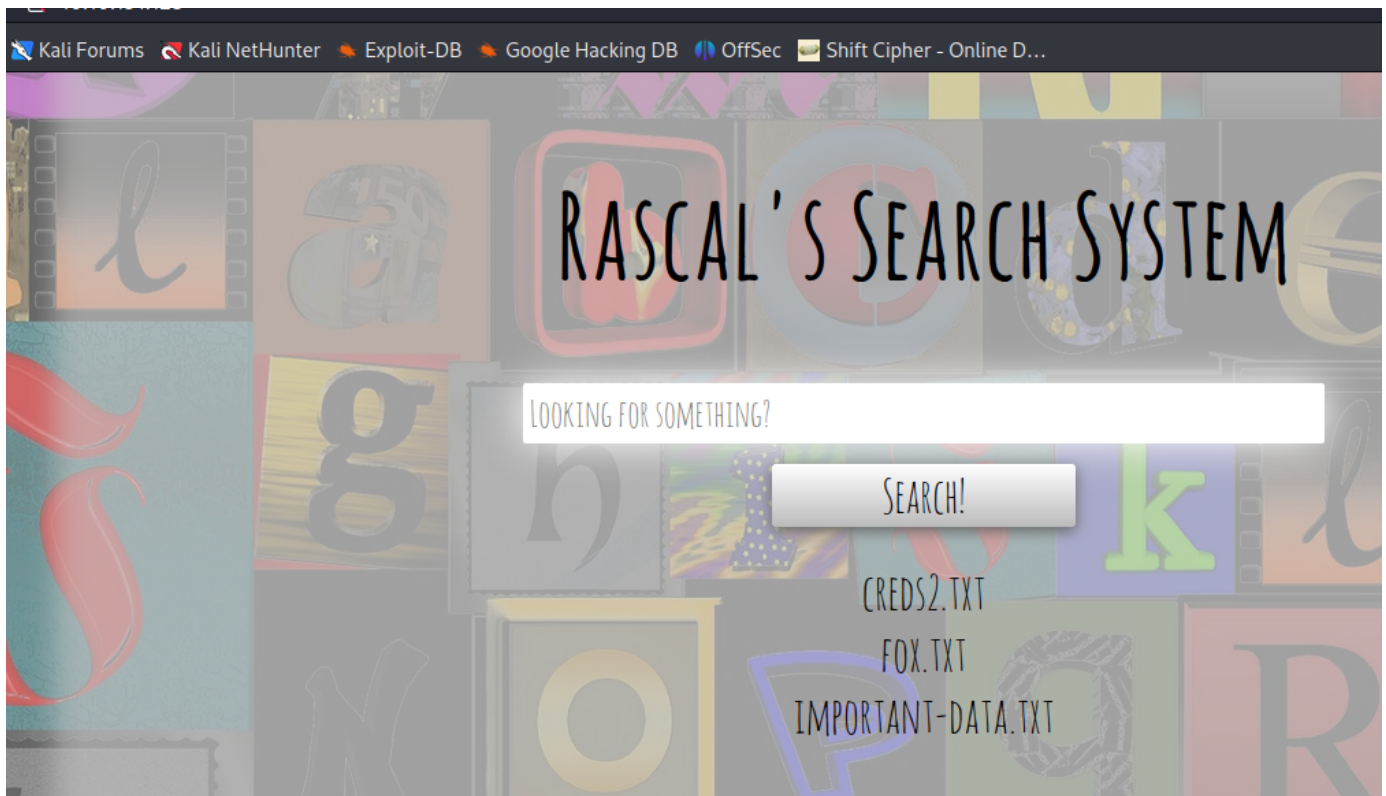 Kali Forums Kali NetHunter Exploit-DB Google Hacking DB OffSec Shift Cipher - Online D...
RASCAL'S SEARCH SYSTEM
LOOKING FOR SOMETHING?
SEARCH!
CREDS2.TXT
FOX.TXT
IMPORTANT-DATA.TXT